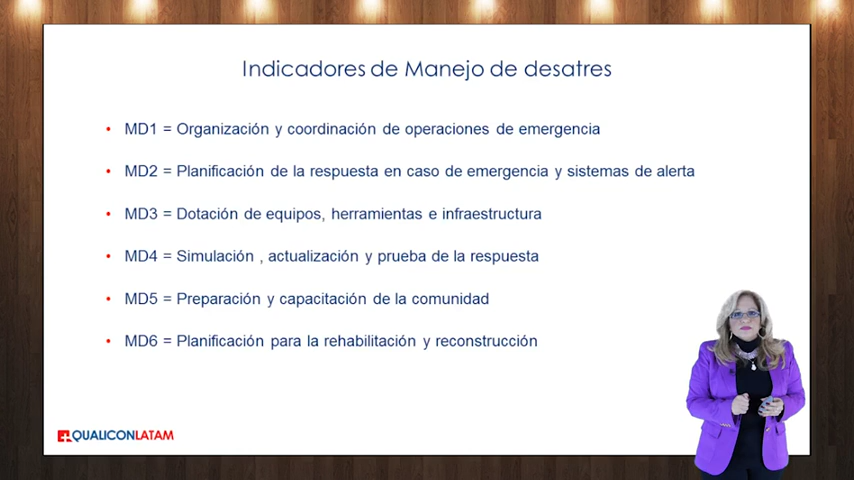 Indicadores de Manejo de desatres
• MD1 = Organización y coordinación de operaciones de emergencia
• MD2 = Planificación de la respuesta en caso de emergencia y sistemas de alerta
• MD3 = Dotación de equipos, herramientas e infraestructura
• MD4 = Simulación , actualización y prueba de la respuesta
• MD5 = Preparación y capacitación de la comunidad
• MD6 = Planificación para la rehabilitación y reconstrucción
QUALICONLATAM